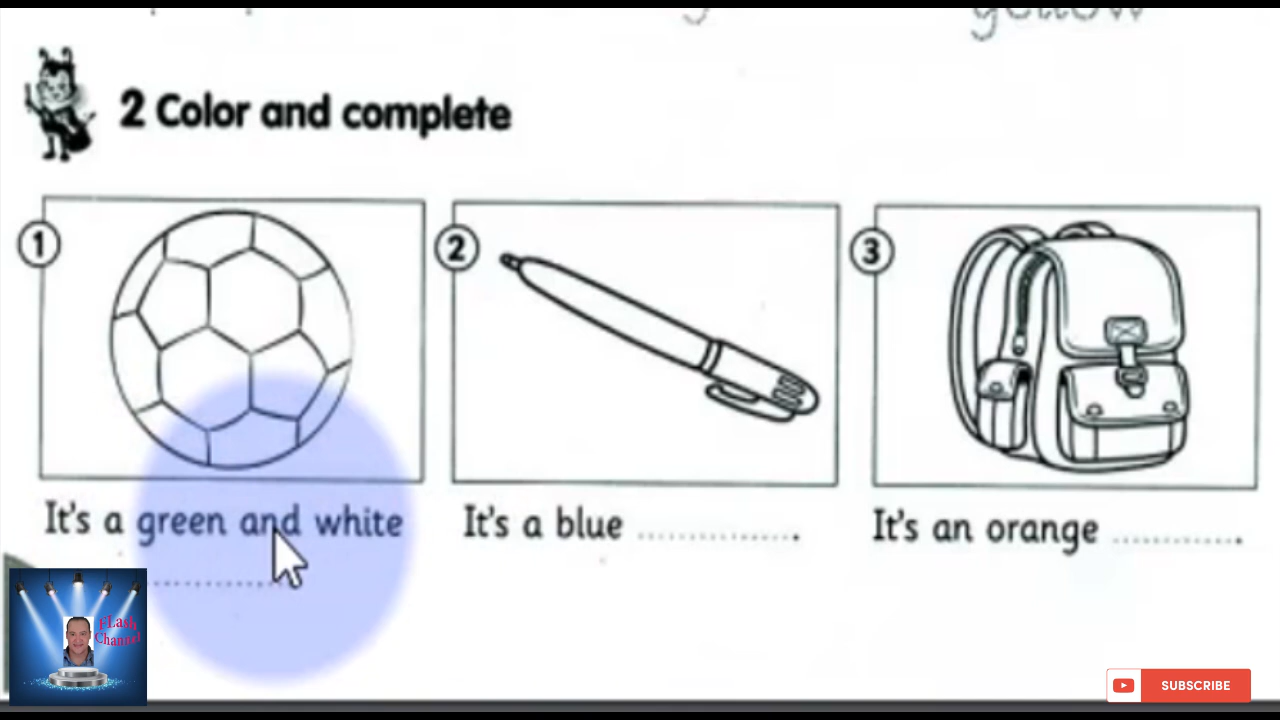 yellow
2 Color and complete
1
2
3
It's a green and white
..................
It's a blue ................
It's an orange .............
FLash
Channel
SUBSCRIBE